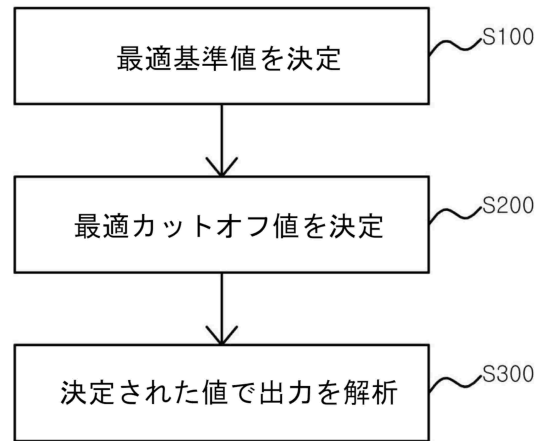 最適基準値を決定
S100
最適カットオフ値を決定
S200
決定された値で出力を解析
S300